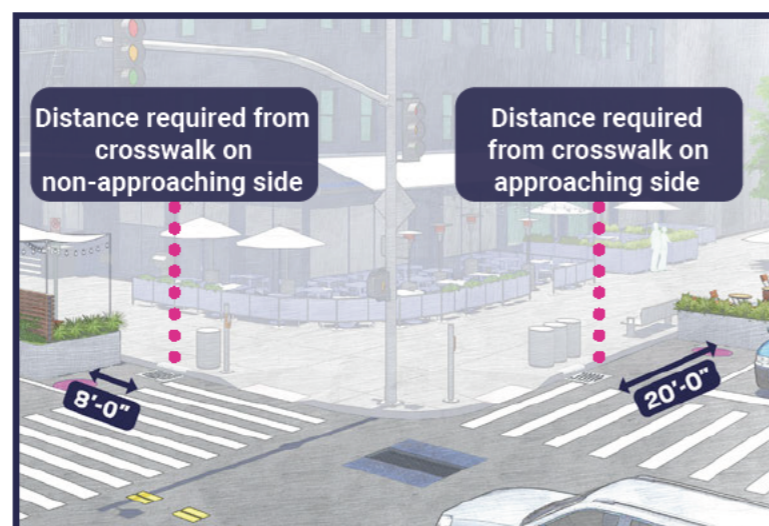 Distance required from
crosswalk on
non-approaching side
Distance required
from crosswalk on
approaching side
8'-0"
20'-0"